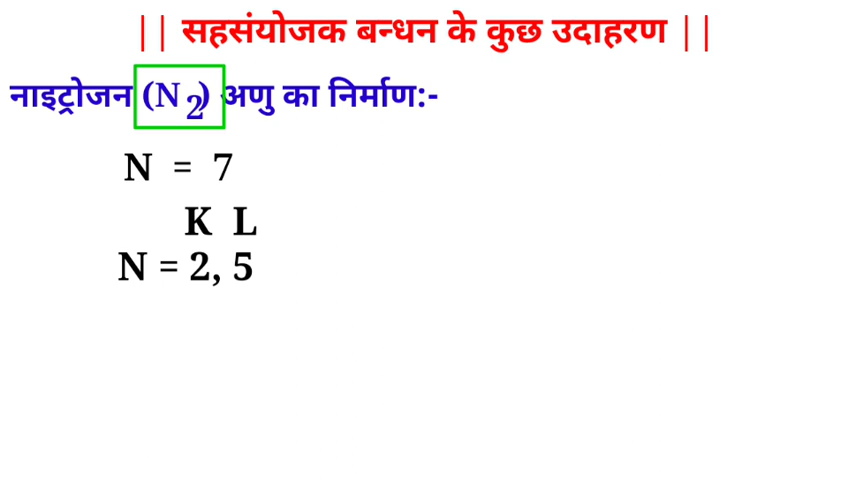 || सहसंयोजक बन्धन के कुछ उदाहरण ||
नाइट्रोजन (N2) अणु का निर्माण:-
N = 7
K L
N = 2, 5